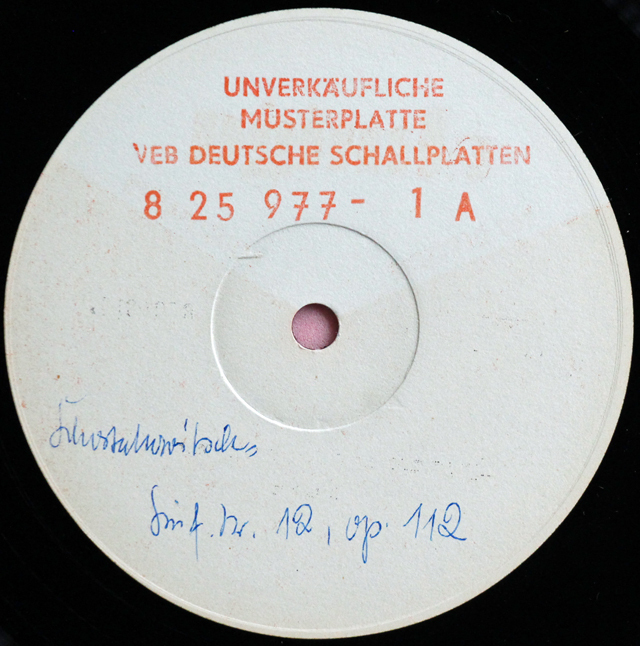 UNVERKÄUFLICHE
MUSTERPLATTE
VEB DEUTSCHE SCHALLPLATTEN
8 25 977- 1 A
Schostakowitsch,
Sinf. Nr. 12, op. 112